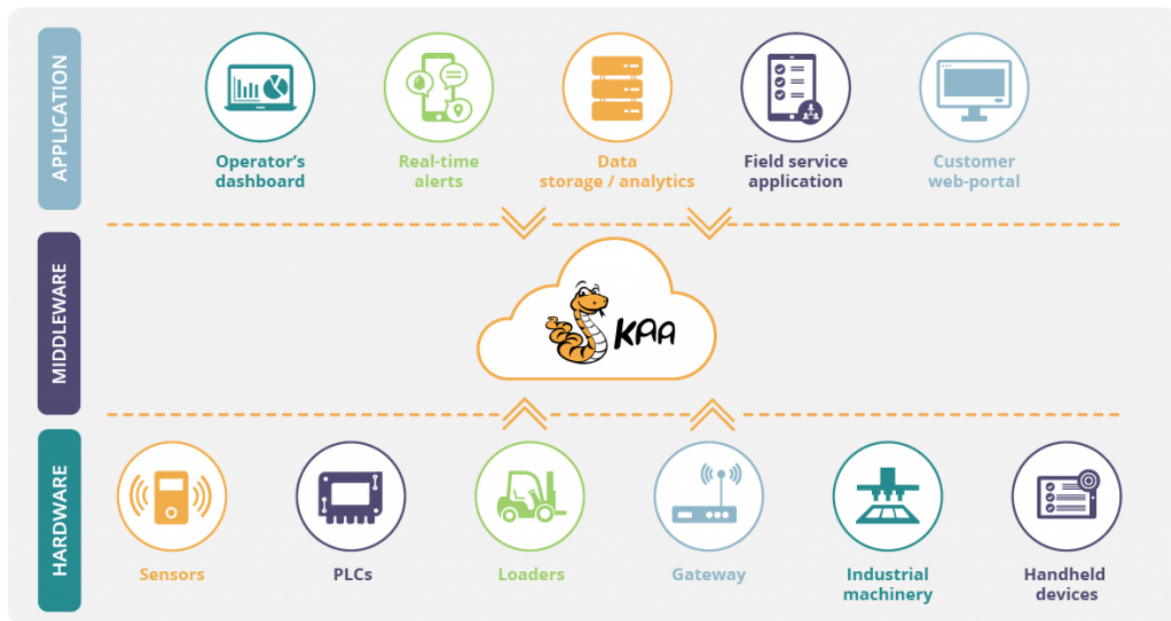 APPLICATION
Operator's
dashboard
Real-time
alerts
Data
storage / analytics
Field service
application
Customer
web-portal
MIDDLEWARE
KAA
HARDWARE
Sensors
PLCs
Loaders
Gateway
Industrial
machinery
Handheld
devices